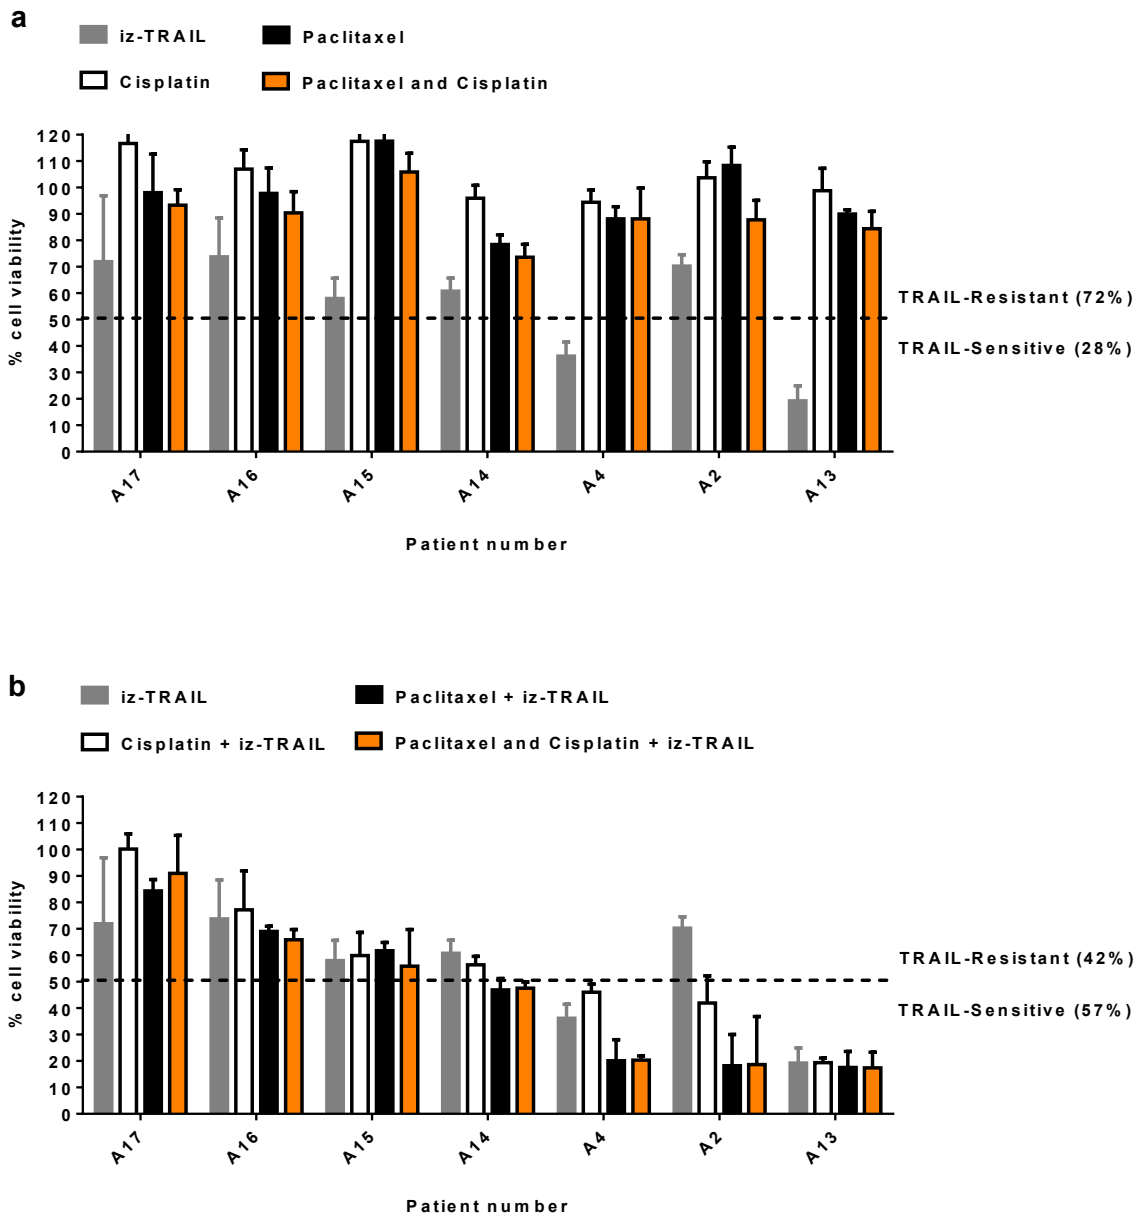 a
iz-TRAIL
Paclitaxel
Cisplatin
Paclitaxel and Cisplatin
120
110
100
90
80
70
60
50
40
30
20
10
0
% cell viability
TRAIL-Resistant (72%)
TRAIL-Sensitive (28%)
A17
A16
A15
A14
A4
A2
A13
Patient number
b
iz-TRAIL
Paclitaxel + iz-TRAIL
Cisplatin + iz-TRAIL
Paclitaxel and Cisplatin + iz-TRAIL
120
110
100
90
80
70
60
50
40
30
20
10
0
% cell viability
TRAIL-Resistant (42%)
TRAIL-Sensitive (57%)
A17
A16
A15
A14
A4
A2
A13
Patient number